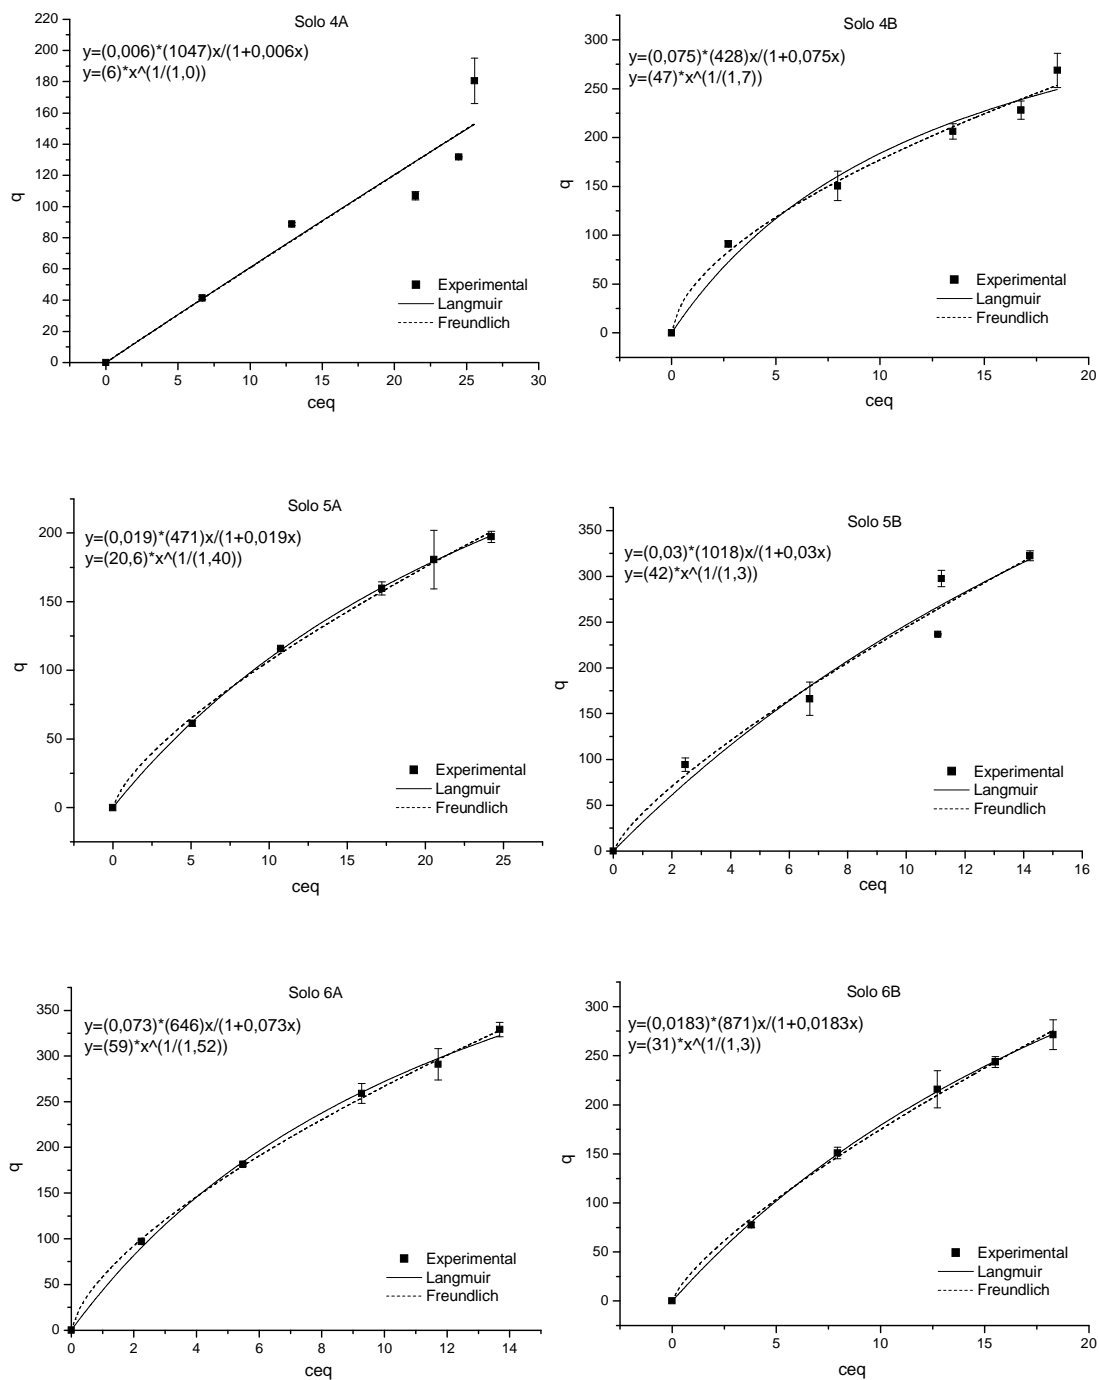 Solo 4A
y=(0,006)*(1047)x/(1+0,006x)
y=(6)*x^(1/(1,0))
220
200
180
160
140
120
100
80
60
40
20
0
q
Experimental
Langmuir
Freundlich
0 5 10 15 20 25 30
ceq
Solo 4B
y=(0,075)*(428)x/(1+0,075x)
y=(47)*x^(1/(1,7))
300
250
200
150
100
50
0
q
Experimental
Langmuir
Freundlich
0 5 10 15 20
ceq
Solo 5A
y=(0,019)*(471)x/(1+0,019x)
y=(20,6)*x^(1/(1,40))
200
150
100
50
0
q
Experimental
Langmuir
Freundlich
0 5 10 15 20 25
ceq
Solo 5B
y=(0,03)*(1018)x/(1+0,03x)
y=(42)*x^(1/(1,3))
350
300
250
200
150
100
50
0
q
Experimental
Langmuir
Freundlich
0 2 4 6 8 10 12 14 16
ceq
Solo 6A
y=(0,073)*(646)x/(1+0,073x)
y=(59)*x^(1/(1,52))
350
300
250
200
150
100
50
0
q
Experimental
Langmuir
Freundlich
0 2 4 6 8 10 12 14
ceq
Solo 6B
y=(0,0183)*(871)x/(1+0,0183x)
y=(31)*x^(1/(1,3))
300
250
200
150
100
50
0
q
Experimental
Langmuir
Freundlich
0 5 10 15 20
ceq